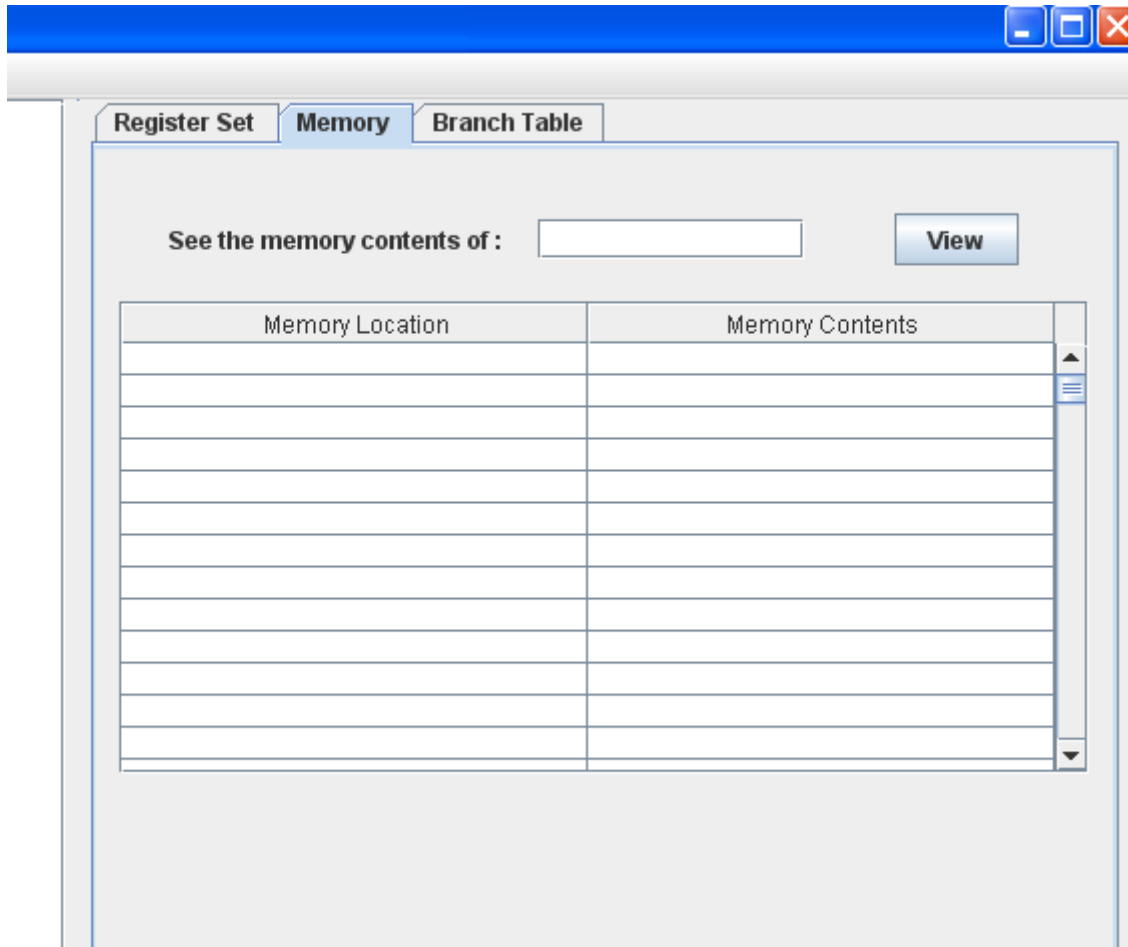 Register Set Memory Branch Table
See the memory contents of : View
Memory Location Memory Contents